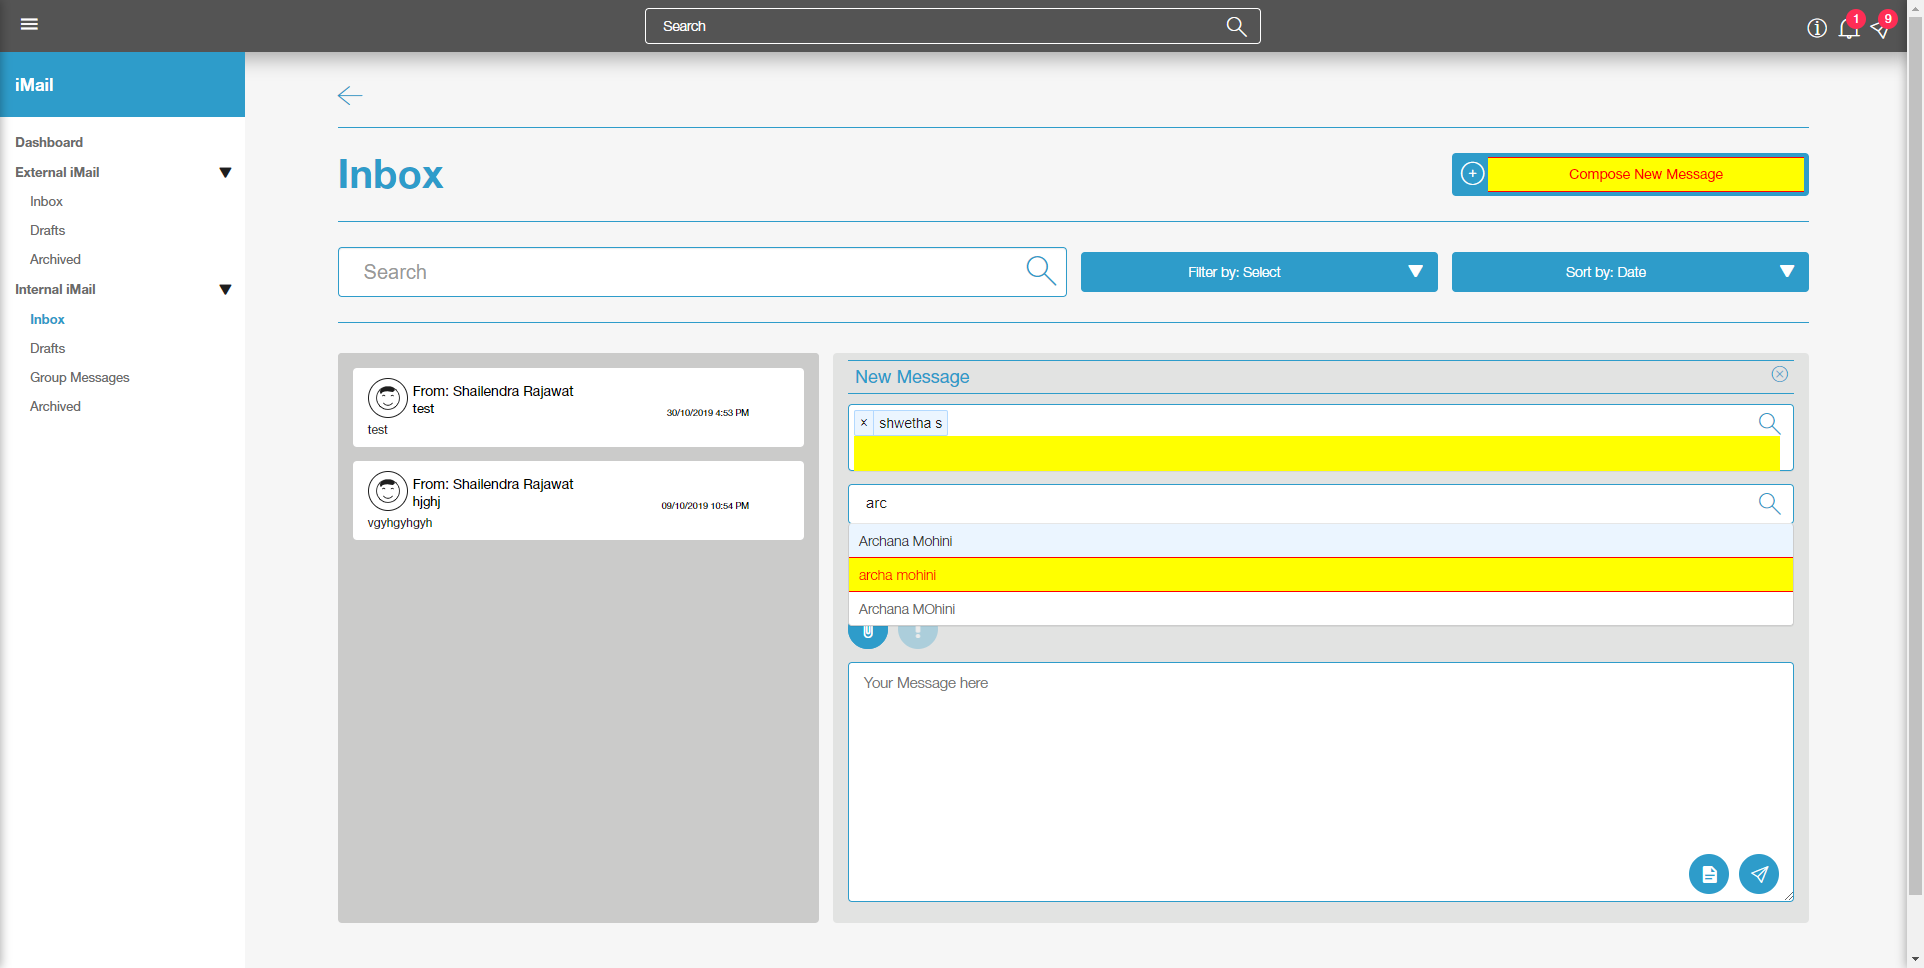 Search
1
9
iMail
Dashboard
External iMail
Inbox
Drafts
Archived
Internal iMail
Inbox
Drafts
Group Messages
Archived
Inbox
Compose New Message
Search
Filter by: Select
Sort by: Date
From: Shailendra Rajawat
test
30/10/2019 4:53 PM
test
From: Shailendra Rajawat
hjghj
09/10/2019 10:54 PM
vgyhgyhgyh
New Message
× shwetha s
arc
Archana Mohini
archa mohini
Archana MOhini
Your Message here